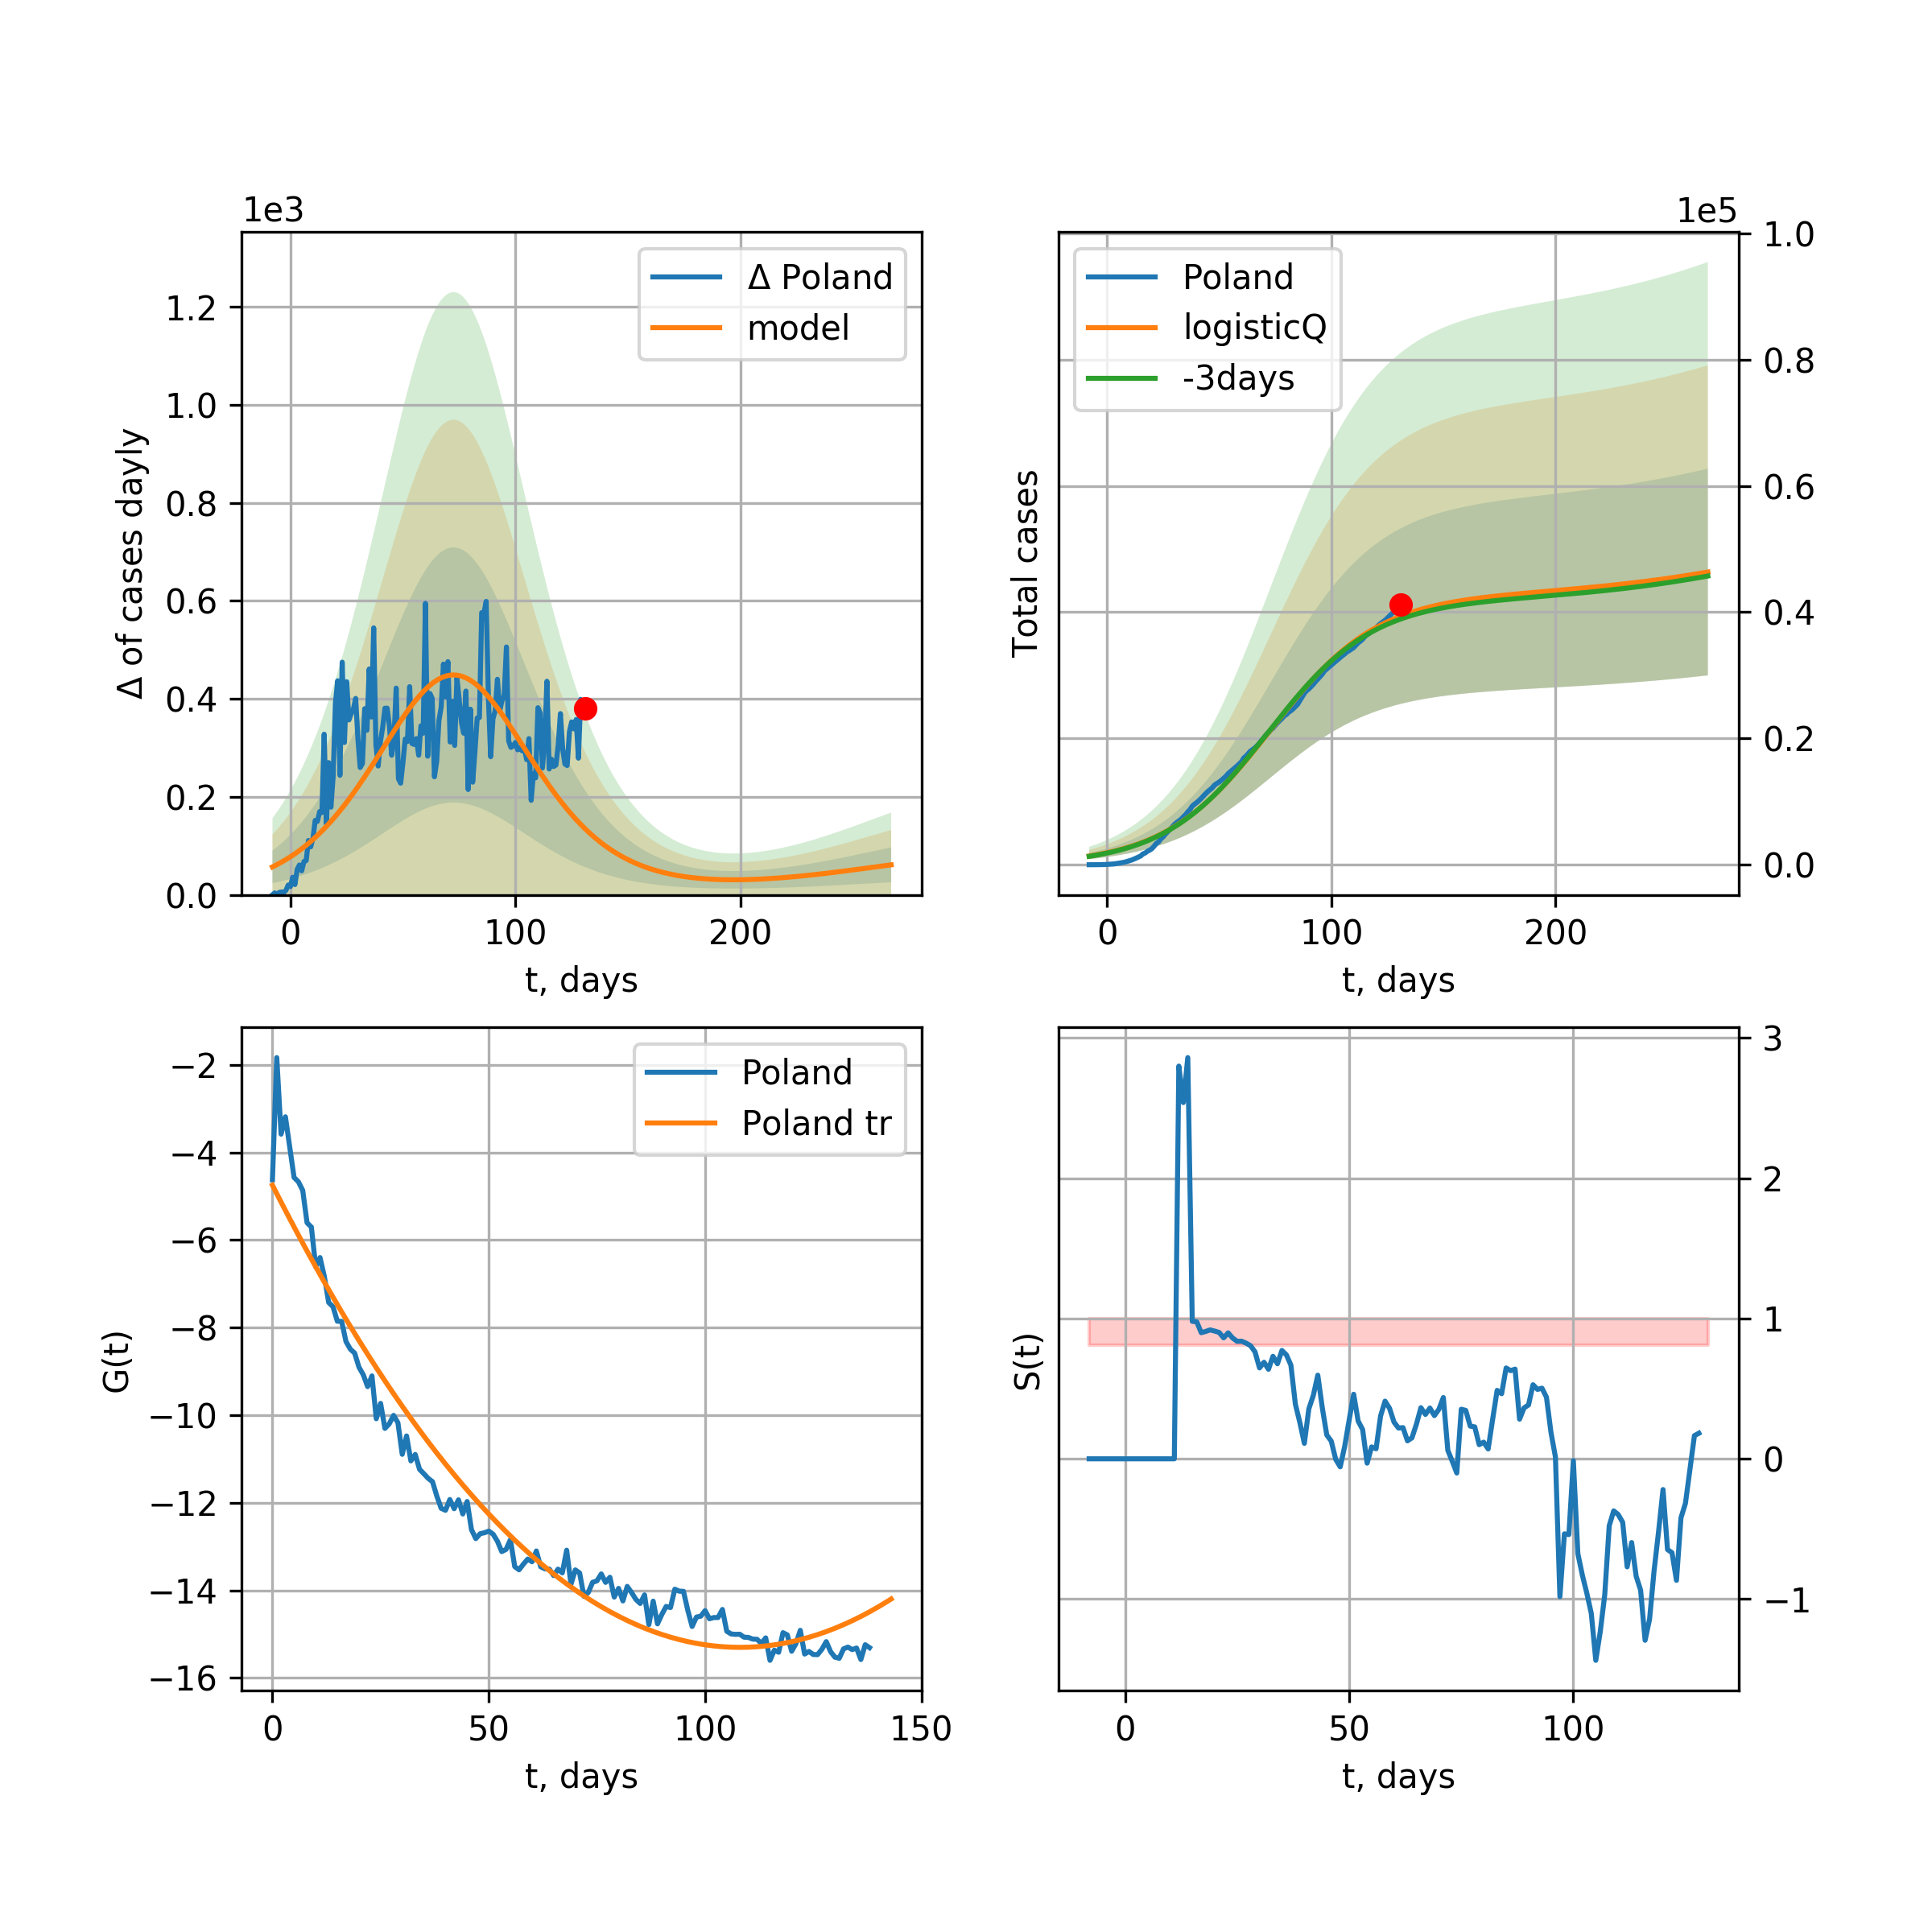 1e3
Δ of cases dayly
1.2
1.0
0.8
0.6
0.4
0.2
0.0
0 100 200
t, days
Δ Poland
model
1e5
Total cases
1.0
0.8
0.6
0.4
0.2
0.0
0 100 200
t, days
Poland
logisticQ
-3days
G(t)
−2
−4
−6
−8
−10
−12
−14
−16
0 50 100 150
t, days
Poland
Poland tr
S(t)
3
2
1
0
−1
0 50 100
t, days